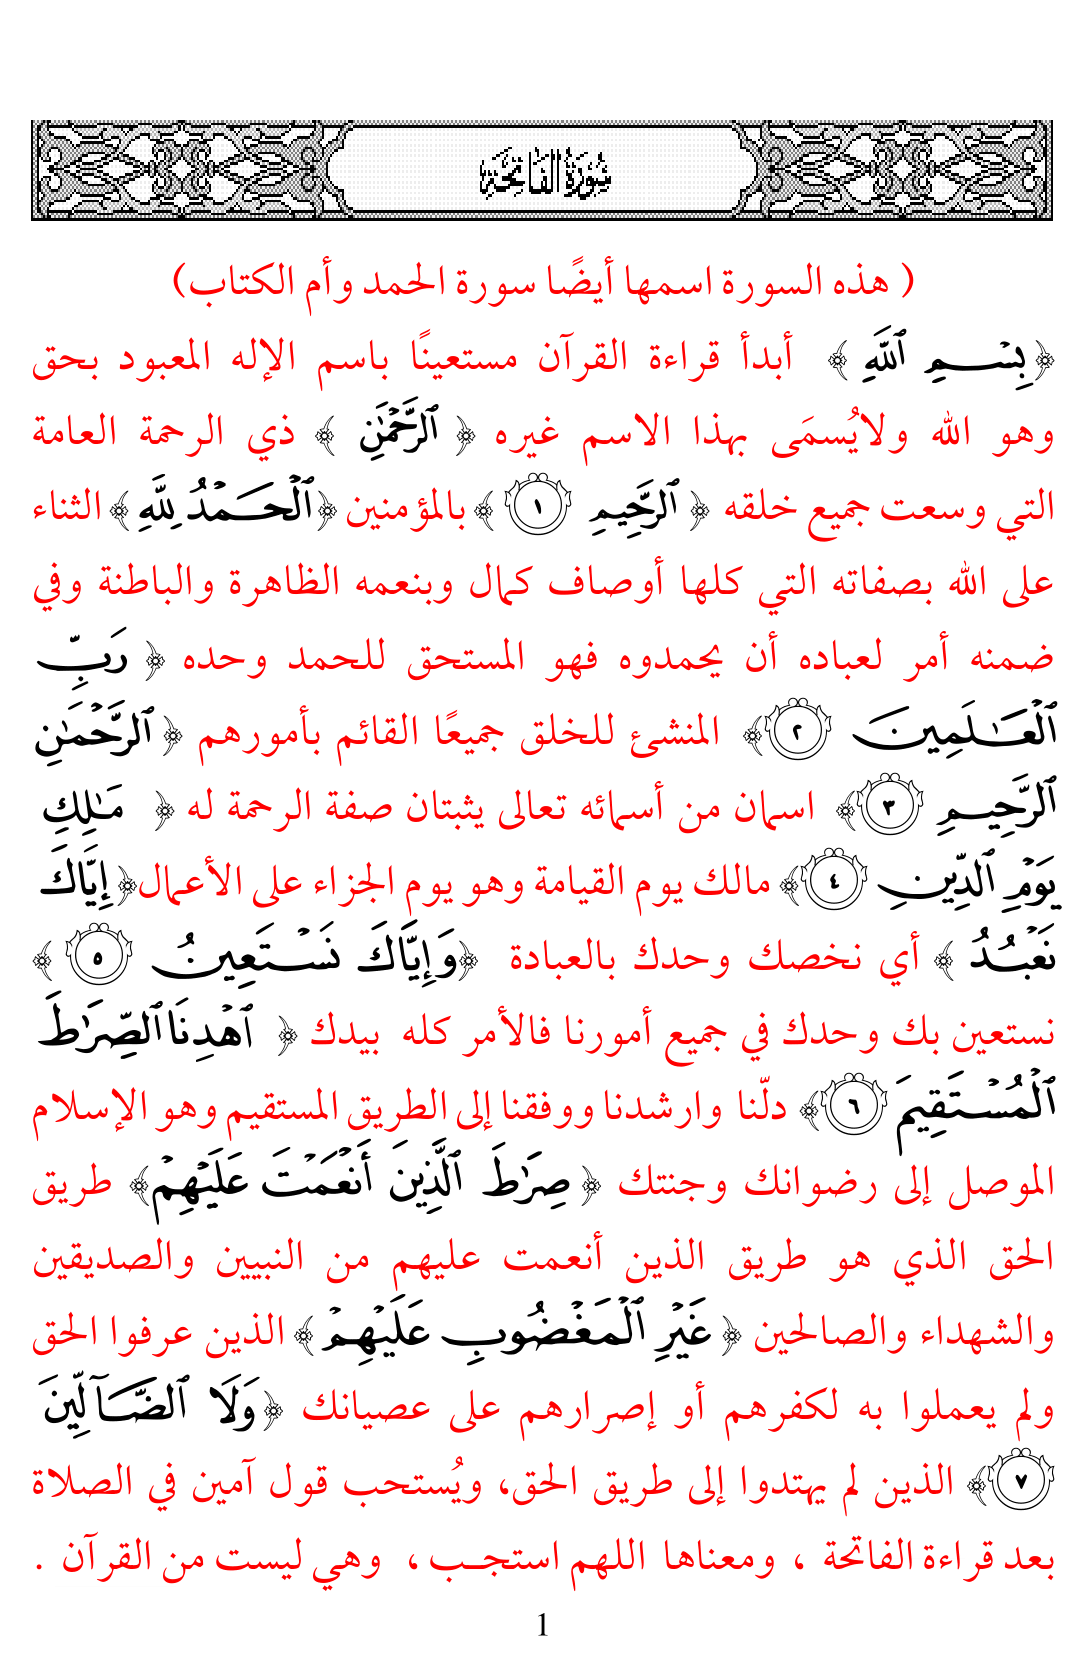 سُورَةُ الفَاتِحَة
( هذه السورة اسمها أيضًا سورة الحمد وأم الكتاب)
﴿بِسۡمِ ٱللَّهِ ﴾ أبدأ قراءة القرآن مستعينًا باسم الإله المعبود بحق
وهو الله ولايُسمَى بهذا الاسم غيره ﴿ ٱلرَّحۡمَٰنِ ﴾ ذي الرحمة العامة
التي وسعت جميع خلقه ﴿ ٱلرَّحِيمِ ١ ﴾ بالمؤمنين ﴿ٱلۡحَمۡدُ لِلَّهِ﴾ الثناء
على الله بصفاته التي كلها أوصاف كمال وبنعمه الظاهرة والباطنة وفي
ضمنه أمر لعباده أن يحمدوه فهو المستحق للحمد وحده ﴿ رَبِّ
ٱلۡعَٰلَمِينَ ٢ ﴾ المنشئ للخلق جميعًا القائم بأمورهم ﴿ ٱلرَّحۡمَٰنِ
ٱلرَّحِيمِ ٣ ﴾ اسمان من أسمائه تعالى يثبتان صفة الرحمة له ﴿ مَٰلِكِ
يَوۡمِ ٱلدِّينِ ٤ ﴾ مالك يوم القيامة وهو يوم الجزاء على الأعمال﴿ إِيَّاكَ
نَعۡبُدُ ﴾ أي نخصك وحدك بالعبادة ﴿وَإِيَّاكَ نَسۡتَعِينُ ٥ ﴾
نستعين بك وحدك في جميع أمورنا فالأمر كله بيدك ﴿ ٱهۡدِنَا ٱلصِّرَٰطَ
ٱلۡمُسۡتَقِيمَ ٦ ﴾ دلّنا وارشدنا ووفقنا إلى الطريق المستقيم وهو الإسلام
الموصل إلى رضوانك وجنتك ﴿ صِرَٰطَ ٱلَّذِينَ أَنۡعَمۡتَ عَلَيۡهِمۡ﴾ طريق
الحق الذي هو طريق الذين أنعمت عليهم من النبيين والصديقين
والشهداء والصالحين ﴿ غَيۡرِ ٱلۡمَغۡضُوبِ عَلَيۡهِمۡ ﴾ الذين عرفوا الحق
ولم يعملوا به لكفرهم أو إصرارهم على عصيانك ﴿ وَلَا ٱلضَّآلِّينَ
٧ ﴾ الذين لم يهتدوا إلى طريق الحق، ويُستحب قول آمين في الصلاة
بعد قراءة الفاتحة ، ومعناها اللهم استجب ، وهي ليست من القرآن .
1